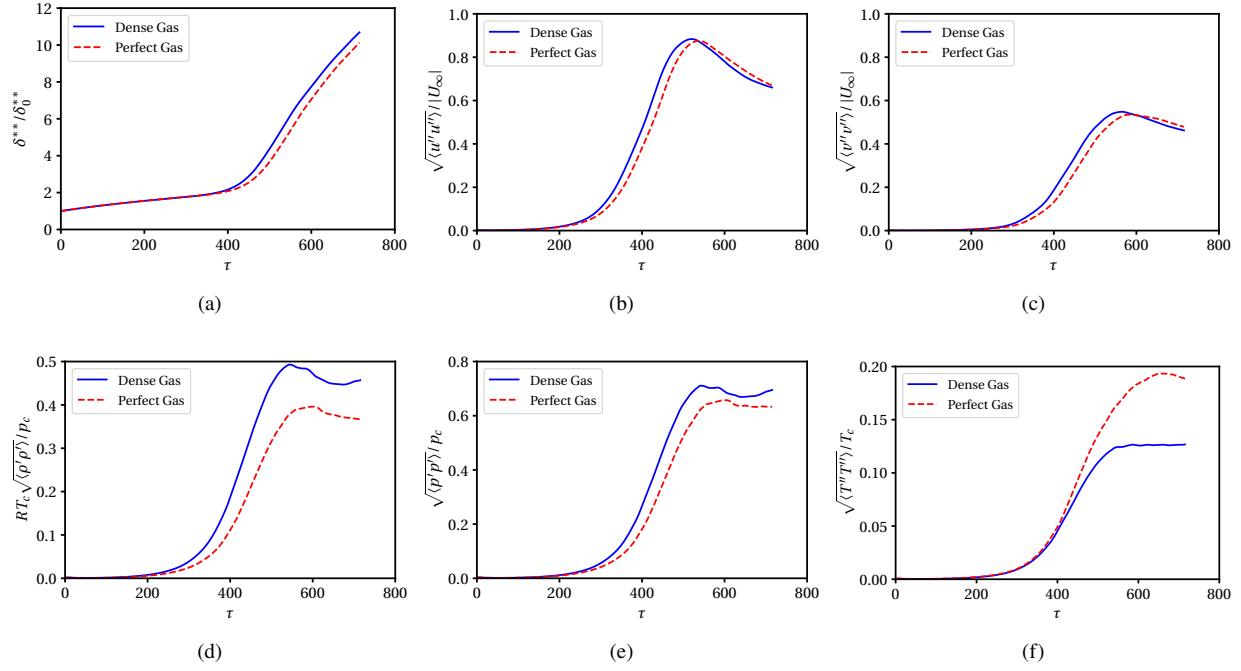 12
10
8
6
4
2
0
δ**/δ₀**
Dense Gas
Perfect Gas
0 200 400 600 800
τ
(a)
1.0
0.8
0.6
0.4
0.2
0.0
√⟨u''u''⟩/|U∞|
Dense Gas
Perfect Gas
0 200 400 600 800
τ
(b)
1.0
0.8
0.6
0.4
0.2
0.0
√⟨v''v''⟩/|U∞|
Dense Gas
Perfect Gas
0 200 400 600 800
τ
(c)
0.5
0.4
0.3
0.2
0.1
0.0
RT_c√⟨ρ'ρ'⟩/p_c
Dense Gas
Perfect Gas
0 200 400 600 800
τ
(d)
0.8
0.6
0.4
0.2
0.0
√⟨p'p'⟩/p_c
Dense Gas
Perfect Gas
0 200 400 600 800
τ
(e)
0.20
0.15
0.10
0.05
0.00
√⟨T''T''⟩/T_c
Dense Gas
Perfect Gas
0 200 400 600 800
τ
(f)